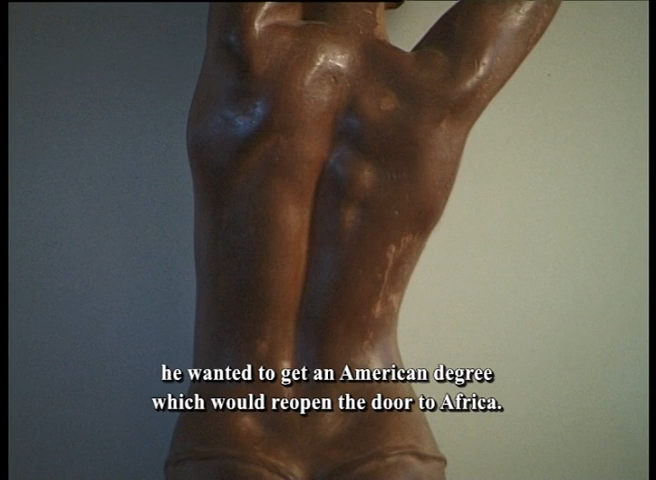 he wanted to get an American degree
which would reopen the door to Africa.